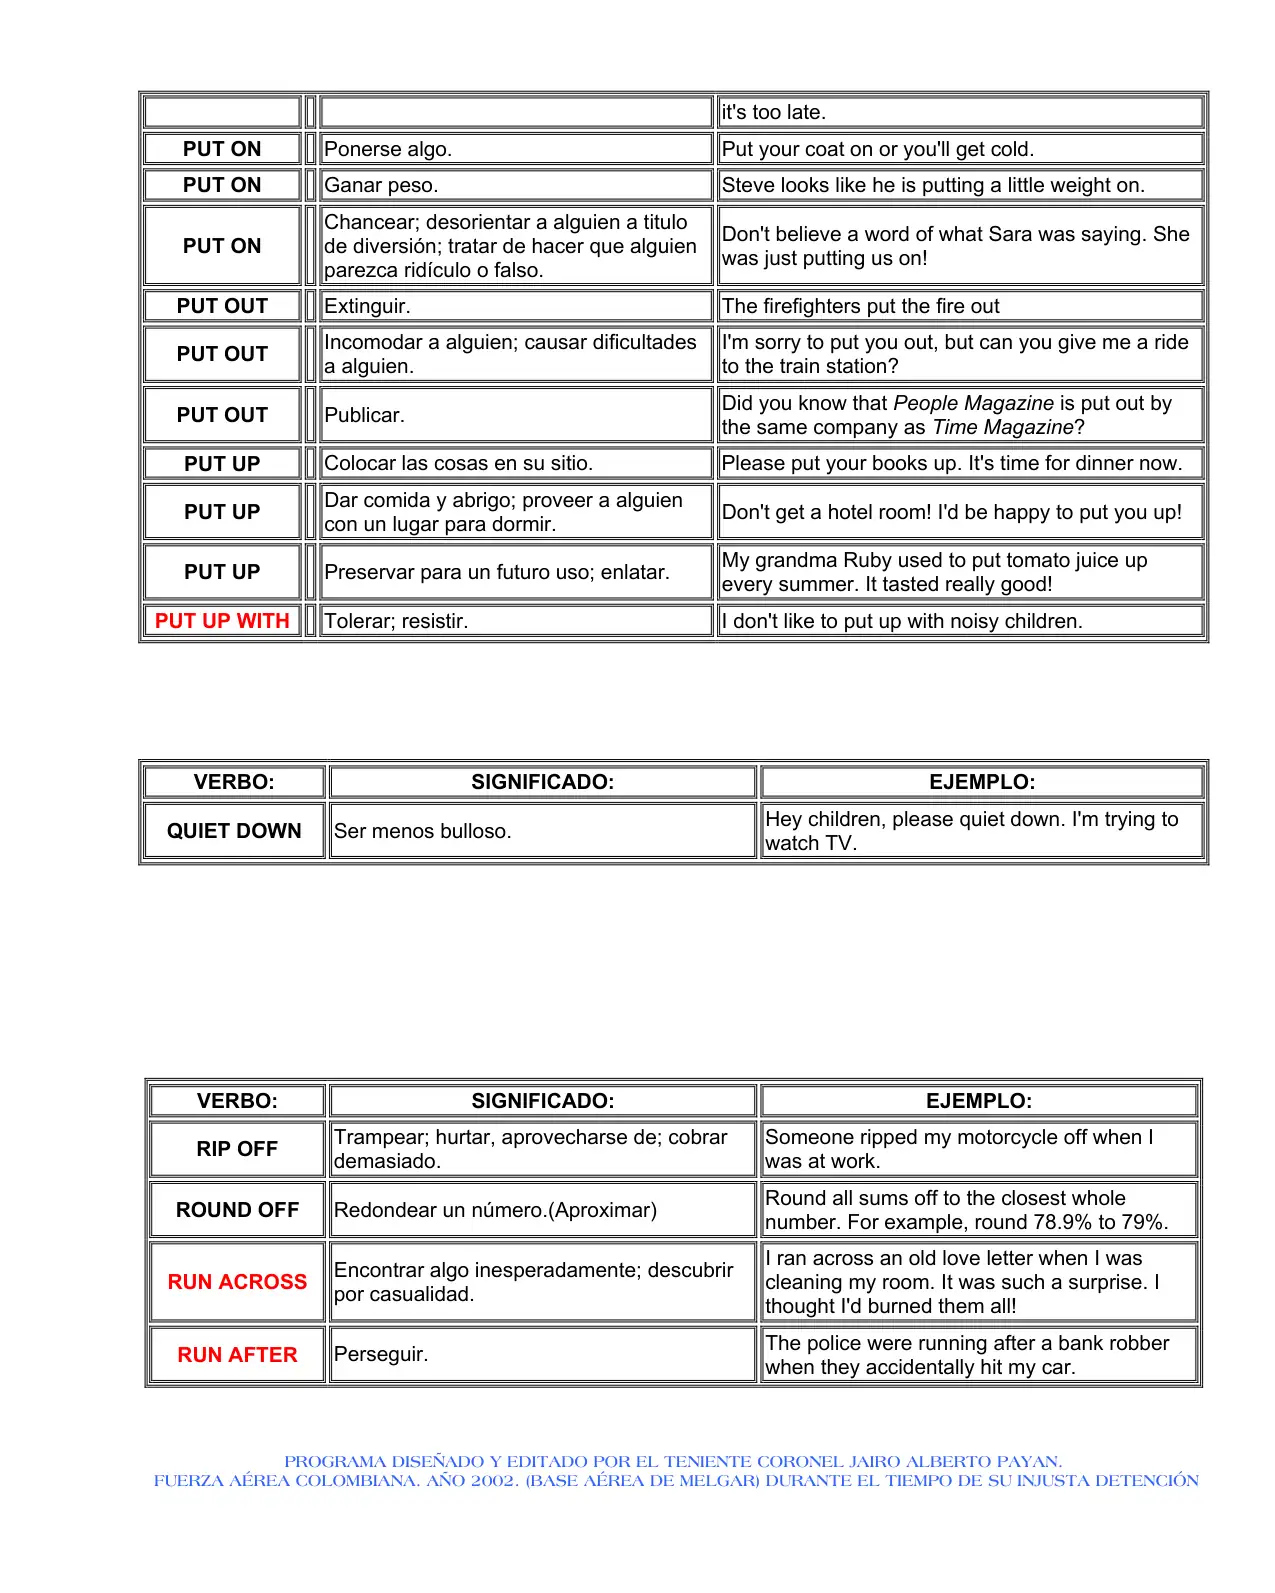 it's too late.
PUT ON
Ponerse algo.
Put your coat on or you'll get cold.
PUT ON
Ganar peso.
Steve looks like he is putting a little weight on.
PUT ON
Chancear; desorientar a alguien a titulo
de diversión; tratar de hacer que alguien
parezca ridículo o falso.
Don't believe a word of what Sara was saying. She
was just putting us on!
PUT OUT
Extinguir.
The firefighters put the fire out
PUT OUT
Incomodar a alguien; causar dificultades
a alguien.
I'm sorry to put you out, but can you give me a ride
to the train station?
PUT OUT
Publicar.
Did you know that People Magazine is put out by
the same company as Time Magazine?
PUT UP
Colocar las cosas en su sitio.
Please put your books up. It's time for dinner now.
PUT UP
Dar comida y abrigo; proveer a alguien
con un lugar para dormir.
Don't get a hotel room! I'd be happy to put you up!
PUT UP
Preservar para un futuro uso; enlatar.
My grandma Ruby used to put tomato juice up
every summer. It tasted really good!
PUT UP WITH
Tolerar; resistir.
I don't like to put up with noisy children.
VERBO:
SIGNIFICADO:
EJEMPLO:
QUIET DOWN
Ser menos bulloso.
Hey children, please quiet down. I'm trying to
watch TV.
VERBO:
SIGNIFICADO:
EJEMPLO:
RIP OFF
Trampear; hurtar, aprovecharse de; cobrar
demasiado.
Someone ripped my motorcycle off when I
was at work.
ROUND OFF
Redondear un número.(Aproximar)
Round all sums off to the closest whole
number. For example, round 78.9% to 79%.
RUN ACROSS
Encontrar algo inesperadamente; descubrir
por casualidad.
I ran across an old love letter when I was
cleaning my room. It was such a surprise. I
thought I'd burned them all!
RUN AFTER
Perseguir.
The police were running after a bank robber
when they accidentally hit my car.
PROGRAMA DISEÑADO Y EDITADO POR EL TENIENTE CORONEL JAIRO ALBERTO PAYAN.
FUERZA AÉREA COLOMBIANA. AÑO 2002. (BASE AÉREA DE MELGAR) DURANTE EL TIEMPO DE SU INJUSTA DETENCIÓN